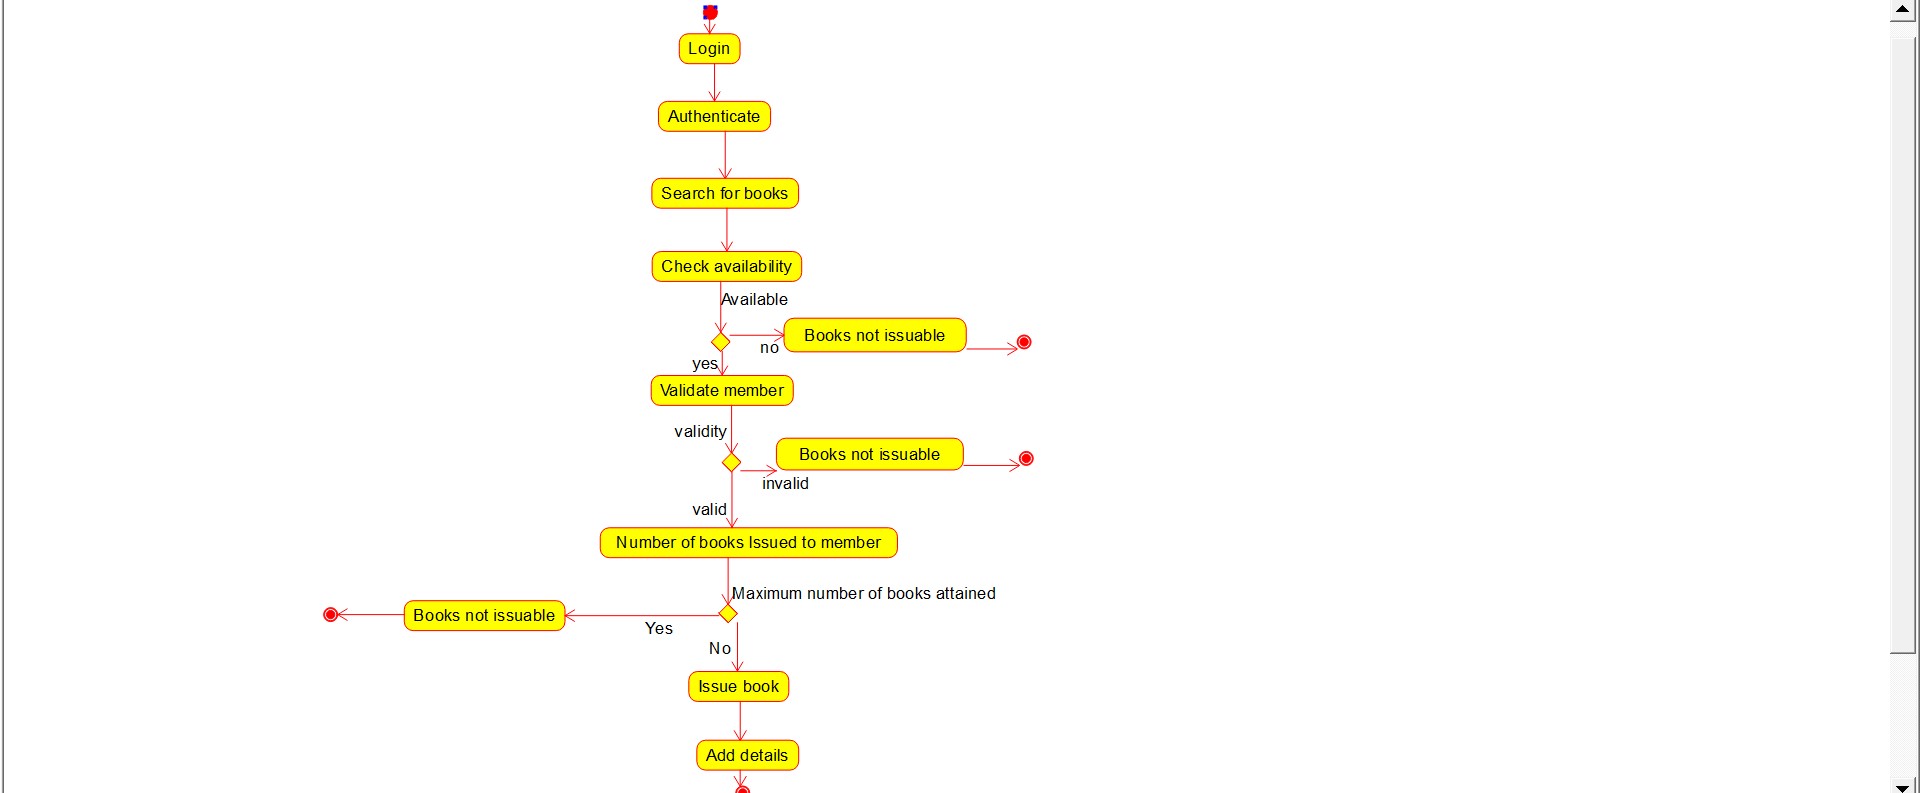 Login
Authenticate
Search for books
Check availability
Available
Books not issuable
no
yes
Validate member
validity
Books not issuable
invalid
valid
Number of books Issued to member
Maximum number of books attained
Books not issuable
Yes
No
Issue book
Add details